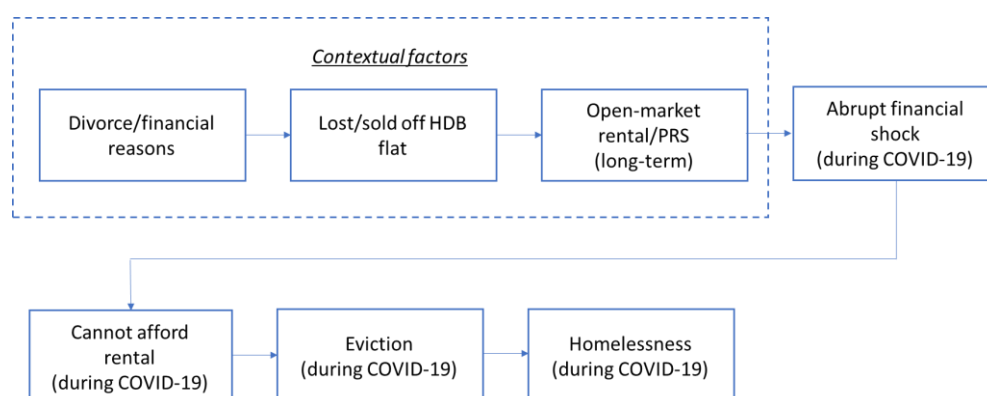 Contextual factors
Divorce/financial
reasons
Lost/sold off HDB
flat
Open-market
rental/PRS
(long-term)
Abrupt financial
shock
(during COVID-19)
Cannot afford
rental
(during COVID-19)
Eviction
(during COVID-19)
Homelessness
(during COVID-19)